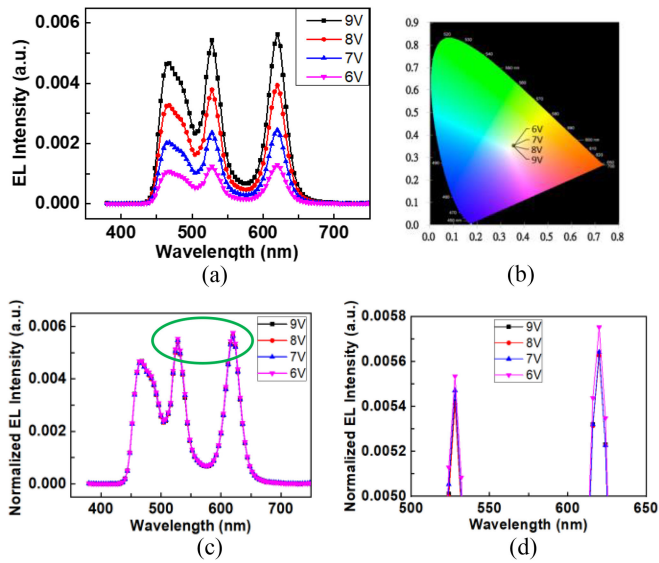 EL Intensity (a.u.)
0.006
0.004
0.002
0.000
9V
8V
7V
6V
400
500
600
700
Wavelength (nm)
(a)
0.9
0.8
0.7
0.6
0.5
0.4
0.3
0.2
0.1
0.0
520
6V
7V
8V
9V
0.0 0.1 0.2 0.3 0.4 0.5 0.6 0.7 0.8
(b)
Normalized EL Intensity (a.u.)
0.006
0.004
0.002
0.000
9V
8V
7V
6V
400 500 600 700
Wavelength (nm)
(c)
Normalized EL Intensity (a.u.)
0.0058
0.0056
0.0054
0.0052
0.0050
9V
8V
7V
6V
500 550 600 650
Wavelength (nm)
(d)